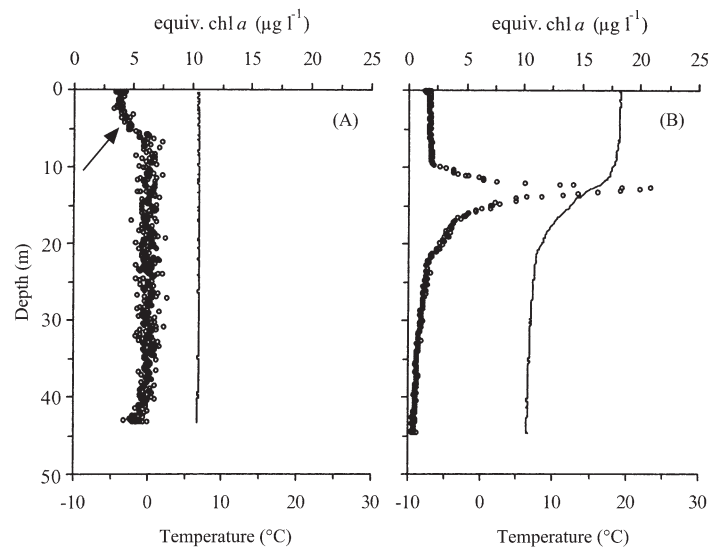 equiv. chl a (µg l⁻¹) equiv. chl a (µg l⁻¹)
0 5 10 15 20 25 0 5 10 15 20 25
0 (A) (B)
10
20
Depth (m)
30
40
50
-10 0 10 20 30 -10 0 10 20 30
Temperature (°C) Temperature (°C)